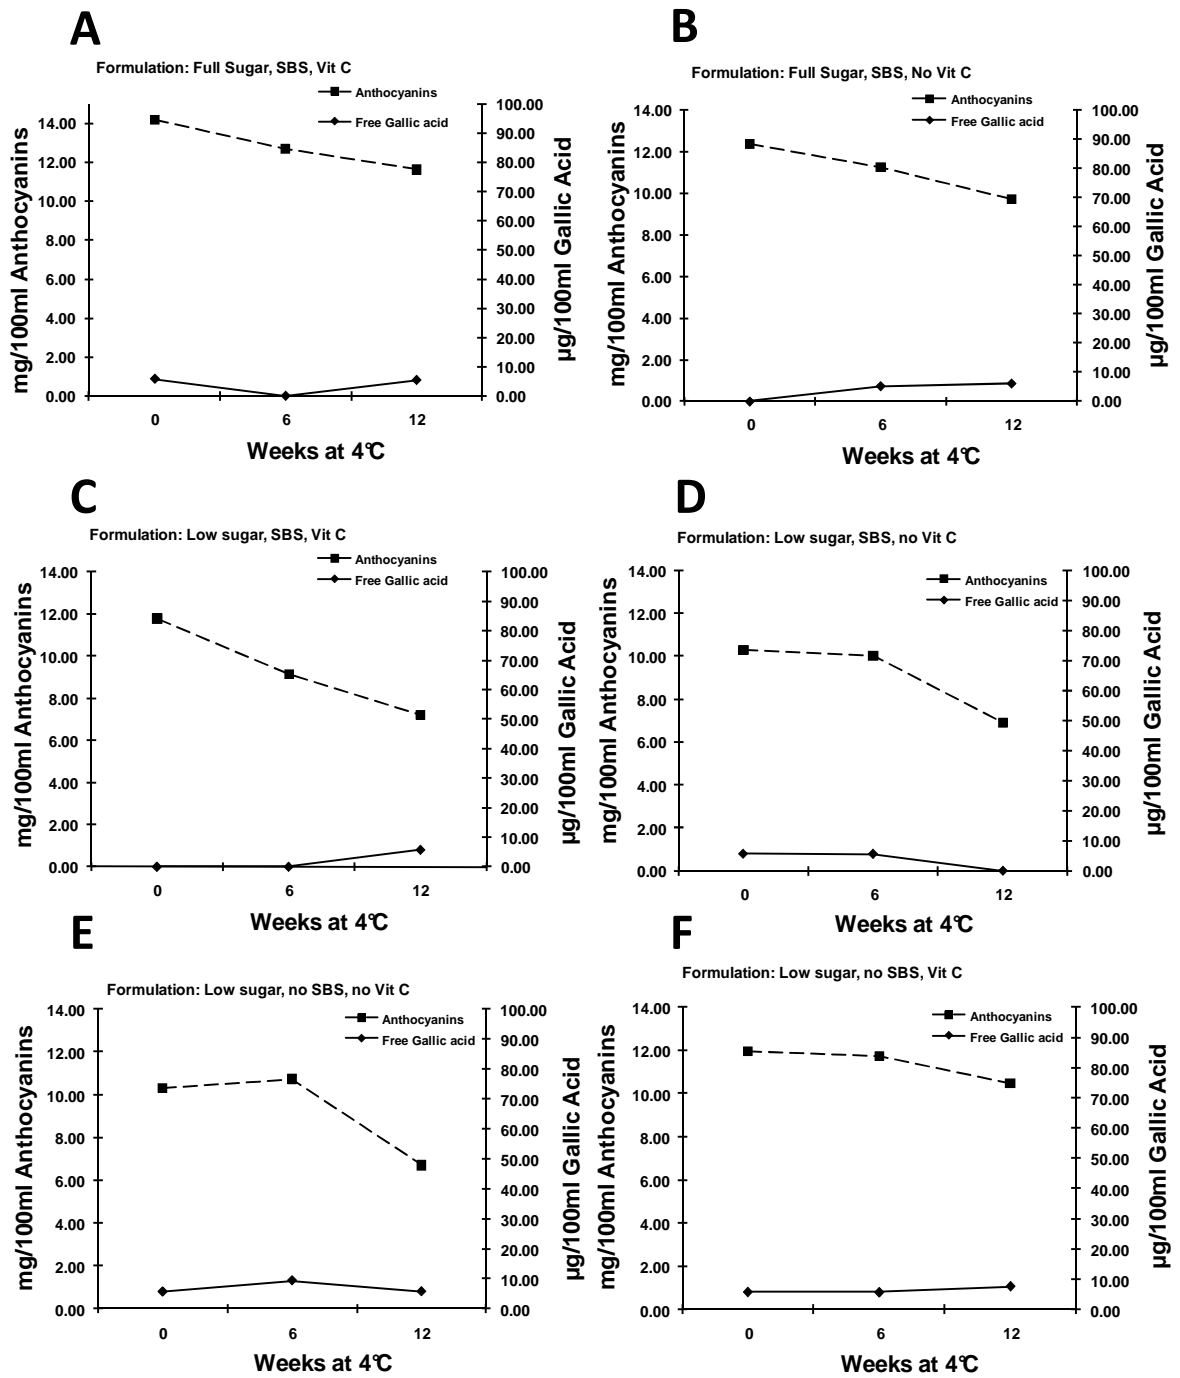 A
Formulation: Full Sugar, SBS, Vit C
Anthocyanins
Free Gallic acid
mg/100ml Anthocyanins
14.00
12.00
10.00
8.00
6.00
4.00
2.00
0.00
100.00
90.00
80.00
70.00
60.00
50.00
40.00
30.00
20.00
10.00
0.00
µg/100ml Gallic Acid
0 6 12
Weeks at 4°C
B
Formulation: Full Sugar, SBS, No Vit C
Anthocyanins
Free Gallic acid
mg/100ml Anthocyanins
14.00
12.00
10.00
8.00
6.00
4.00
2.00
0.00
100.00
90.00
80.00
70.00
60.00
50.00
40.00
30.00
20.00
10.00
0.00
µg/100ml Gallic Acid
0 6 12
Weeks at 4°C
C
Formulation: Low sugar, SBS, Vit C
Anthocyanins
Free Gallic acid
mg/100ml Anthocyanins
14.00
12.00
10.00
8.00
6.00
4.00
2.00
0.00
100.00
90.00
80.00
70.00
60.00
50.00
40.00
30.00
20.00
10.00
0.00
µg/100ml Gallic Acid
0 6 12
Weeks at 4°C
D
Formulation: Low sugar, SBS, no Vit C
Anthocyanins
Free Gallic acid
mg/100ml Anthocyanins
14.00
12.00
10.00
8.00
6.00
4.00
2.00
0.00
100.00
90.00
80.00
70.00
60.00
50.00
40.00
30.00
20.00
10.00
0.00
µg/100ml Gallic Acid
0 6 12
Weeks at 4°C
E
Formulation: Low sugar, no SBS, no Vit C
Anthocyanins
Free Gallic acid
mg/100ml Anthocyanins
14.00
12.00
10.00
8.00
6.00
4.00
2.00
0.00
100.00
90.00
80.00
70.00
60.00
50.00
40.00
30.00
20.00
10.00
0.00
µg/100ml Gallic Acid
0 6 12
Weeks at 4°C
F
Formulation: Low sugar, no SBS, Vit C
Anthocyanins
Free Gallic acid
mg/100ml Anthocyanins
14.00
12.00
10.00
8.00
6.00
4.00
2.00
0.00
100.00
90.00
80.00
70.00
60.00
50.00
40.00
30.00
20.00
10.00
0.00
µg/100ml Gallic Acid
0 6 12
Weeks at 4°C